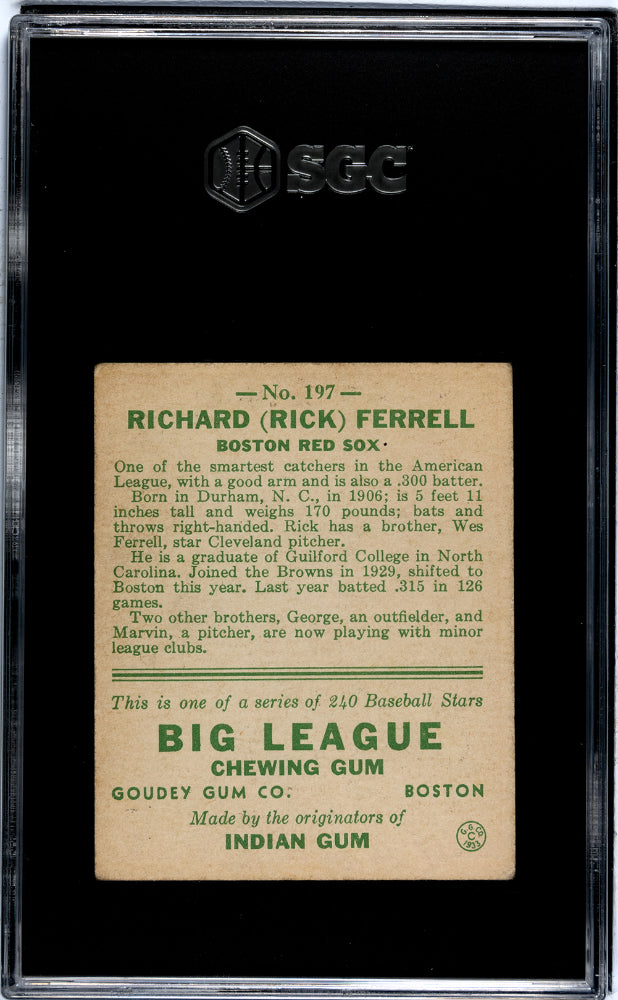 SGC
— No. 197 —
RICHARD (RICK) FERRELL
BOSTON RED SOX
One of the smartest catchers in the American
League, with a good arm and is also a .300 batter.
Born in Durham, N. C., in 1906; is 5 feet 11
inches tall and weighs 170 pounds; bats and
throws right-handed. Rick has a brother, Wes
Ferrell, star Cleveland pitcher.
He is a graduate of Guilford College in North
Carolina. Joined the Browns in 1929, shifted to
Boston this year. Last year batted .315 in 126
games.
Two other brothers, George, an outfielder, and
Marvin, a pitcher, are now playing with minor
league clubs.
This is one of a series of 240 Baseball Stars
BIG LEAGUE
CHEWING GUM
GOUDEY GUM CO. BOSTON
Made by the originators of
INDIAN GUM
G. G. CO.
C
1933